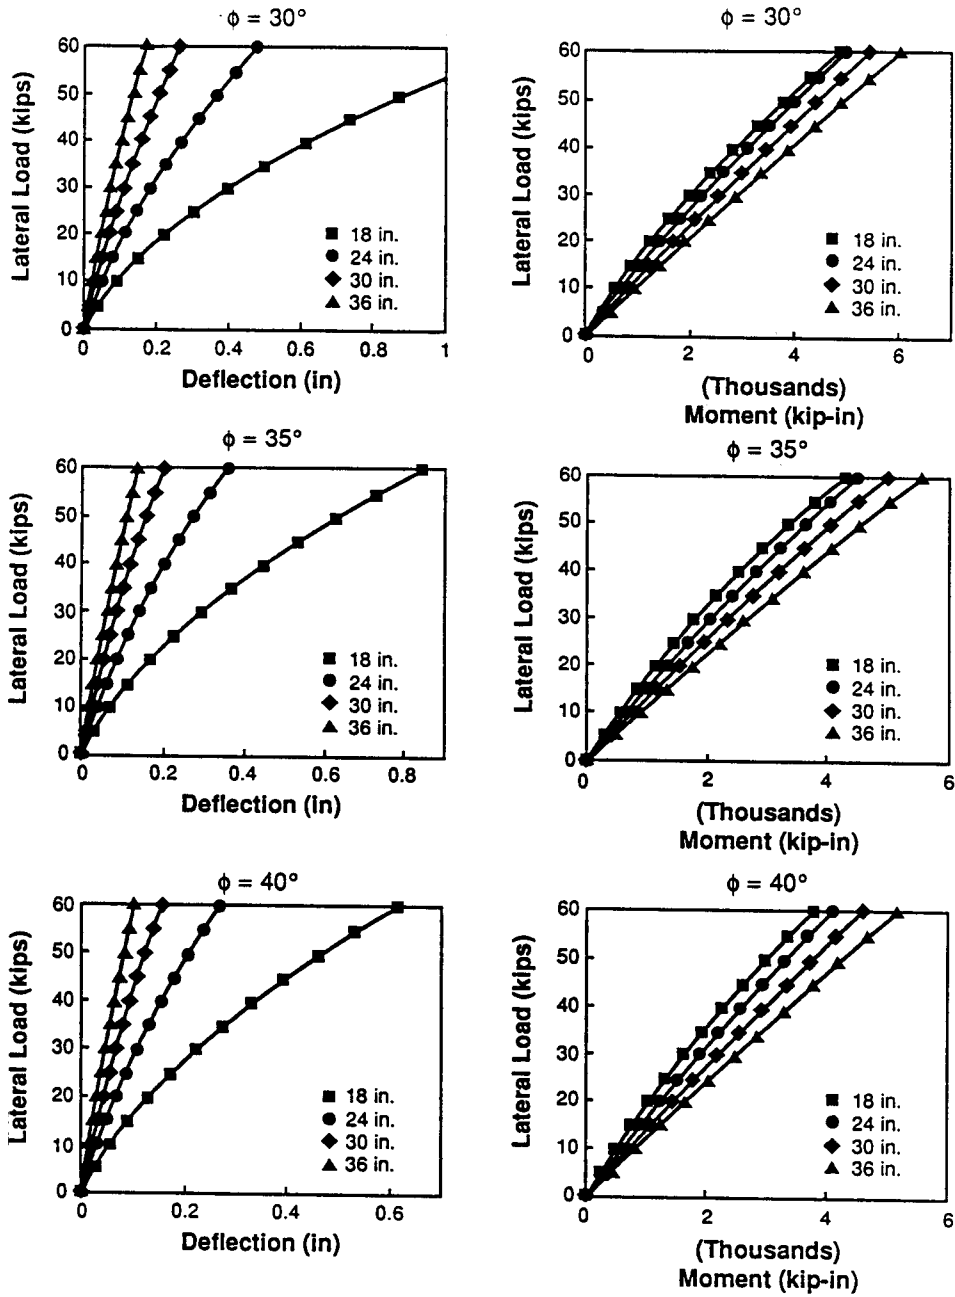 ϕ = 30°
60
50
40
30
20
10
0
Lateral Load (kips)
18 in.
24 in.
30 in.
36 in.
0 0.2 0.4 0.6 0.8 1
Deflection (in)
ϕ = 30°
60
50
40
30
20
10
0
Lateral Load (kips)
18 in.
24 in.
30 in.
36 in.
0 2 4 6
(Thousands)
Moment (kip-in)
ϕ = 35°
60
50
40
30
20
10
0
Lateral Load (kips)
18 in.
24 in.
30 in.
36 in.
0 0.2 0.4 0.6 0.8
Deflection (in)
ϕ = 35°
60
50
40
30
20
10
0
Lateral Load (kips)
18 in.
24 in.
30 in.
36 in.
0 2 4 6
(Thousands)
Moment (kip-in)
ϕ = 40°
60
50
40
30
20
10
0
Lateral Load (kips)
18 in.
24 in.
30 in.
36 in.
0 0.2 0.4 0.6
Deflection (in)
ϕ = 40°
60
50
40
30
20
10
0
Lateral Load (kips)
18 in.
24 in.
30 in.
36 in.
0 2 4 6
(Thousands)
Moment (kip-in)